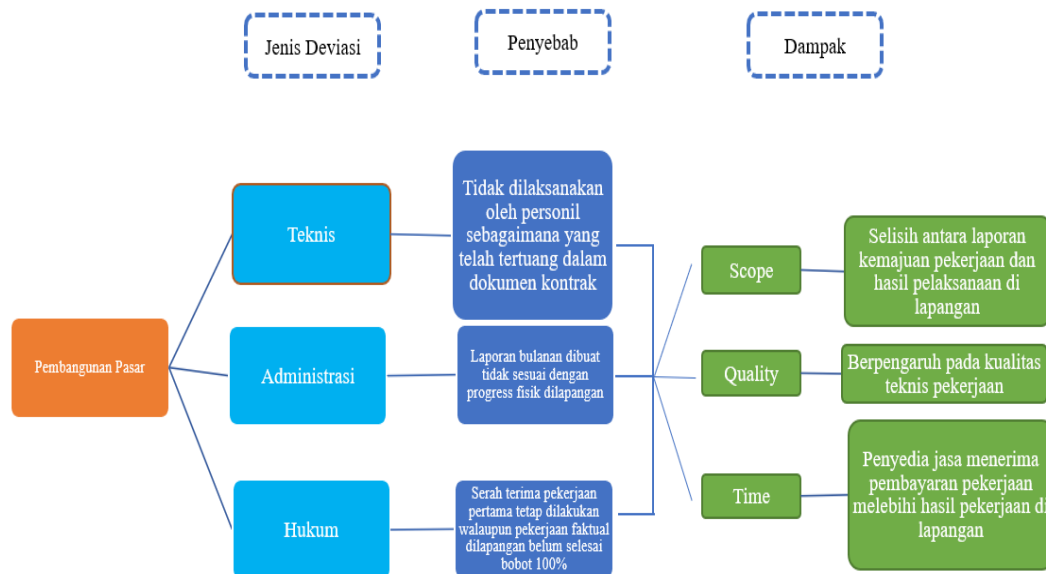 Jenis Deviasi
Penyebab
Dampak
Pembangunan Pasar
Teknis
Administrasi
Hukum
Tidak dilaksanakan
oleh personil
sebagaimana yang
telah tertuang dalam
dokumen kontrak
Laporan bulanan dibuat
tidak sesuai dengan
progress fisik dilapangan
Serah terima pekerjaan
pertama tetap dilakukan
walaupun pekerjaan faktual
dilapangan belum selesai
bobot 100%
Scope
Quality
Time
Selisih antara laporan
kemajuan pekerjaan dan
hasil pelaksanaan di
lapangan
Berpengaruh pada kualitas
teknis pekerjaan
Penyedia jasa menerima
pembayaran pekerjaan
melebihi hasil pekerjaan di
lapangan